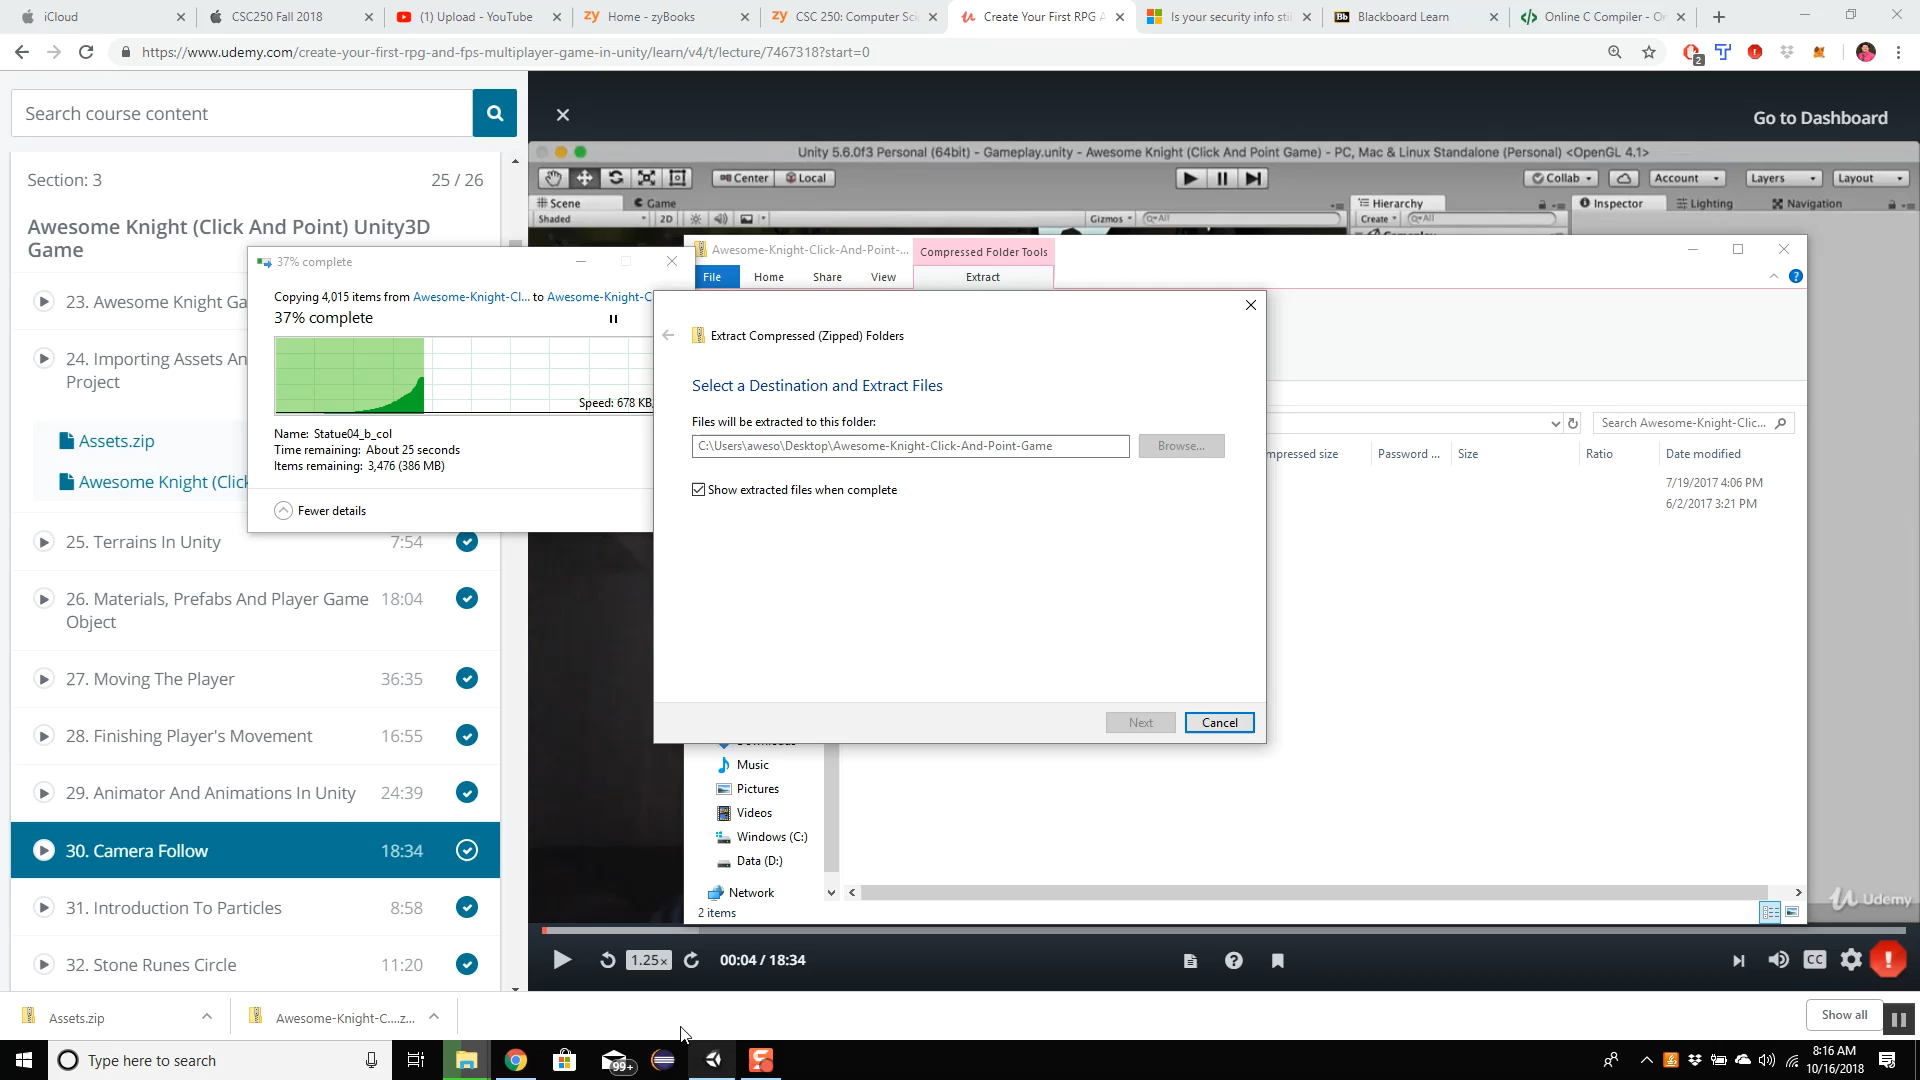 iCloud
CSC250 Fall 2018
(1) Upload - YouTube
zy Home - zyBooks
zy CSC 250: Computer Sci
Create Your First RPG A
Is your security info stil
Bb Blackboard Learn
Online C Compiler - On
https://www.udemy.com/create-your-first-rpg-and-fps-multiplayer-game-in-unity/learn/v4/t/lecture/7467318?start=0
2
Search course content
Go to Dashboard
Section: 3 25 / 26
Awesome Knight (Click And Point) Unity3D
Game
23. Awesome Knight Ga
24. Importing Assets An
Project
Assets.zip
Awesome Knight (Click
25. Terrains In Unity 7:54
26. Materials, Prefabs And Player Game 18:04
Object
27. Moving The Player 36:35
28. Finishing Player's Movement 16:55
29. Animator And Animations In Unity 24:39
30. Camera Follow 18:34
31. Introduction To Particles 8:58
32. Stone Runes Circle 11:20
Unity 5.6.0f3 Personal (64bit) - Gameplay.unity - Awesome Knight (Click And Point Game) - PC, Mac & Linux Standalone (Personal) <OpenGL 4.1>
Center Local Collab Account Layers Layout
Scene Game Hierarchy Inspector Lighting Navigation
Shaded 2D Gizmos All Create All
37% complete
Copying 4,015 items from Awesome-Knight-Cl... to Awesome-Knight-C
37% complete
Speed: 678 KB
Name: Statue04_b_col
Time remaining: About 25 seconds
Items remaining: 3,476 (386 MB)
Fewer details
Awesome-Knight-Click-And-Point-...
Compressed Folder Tools
File Home Share View Extract
Extract Compressed (Zipped) Folders
Select a Destination and Extract Files
Files will be extracted to this folder:
C:\Users\aweso\Desktop\Awesome-Knight-Click-And-Point-Game
Browse...
Show extracted files when complete
Next Cancel
Search Awesome-Knight-Clic...
mpressed size Password ... Size Ratio Date modified
7/19/2017 4:06 PM
6/2/2017 3:21 PM
Music
Pictures
Videos
Windows (C:)
Data (D:)
Network
2 items
Udemy
1.25x 00:04 / 18:34
CC
Assets.zip
Awesome-Knight-C....z...
Show all
Type here to search
99+
8:16 AM
10/16/2018